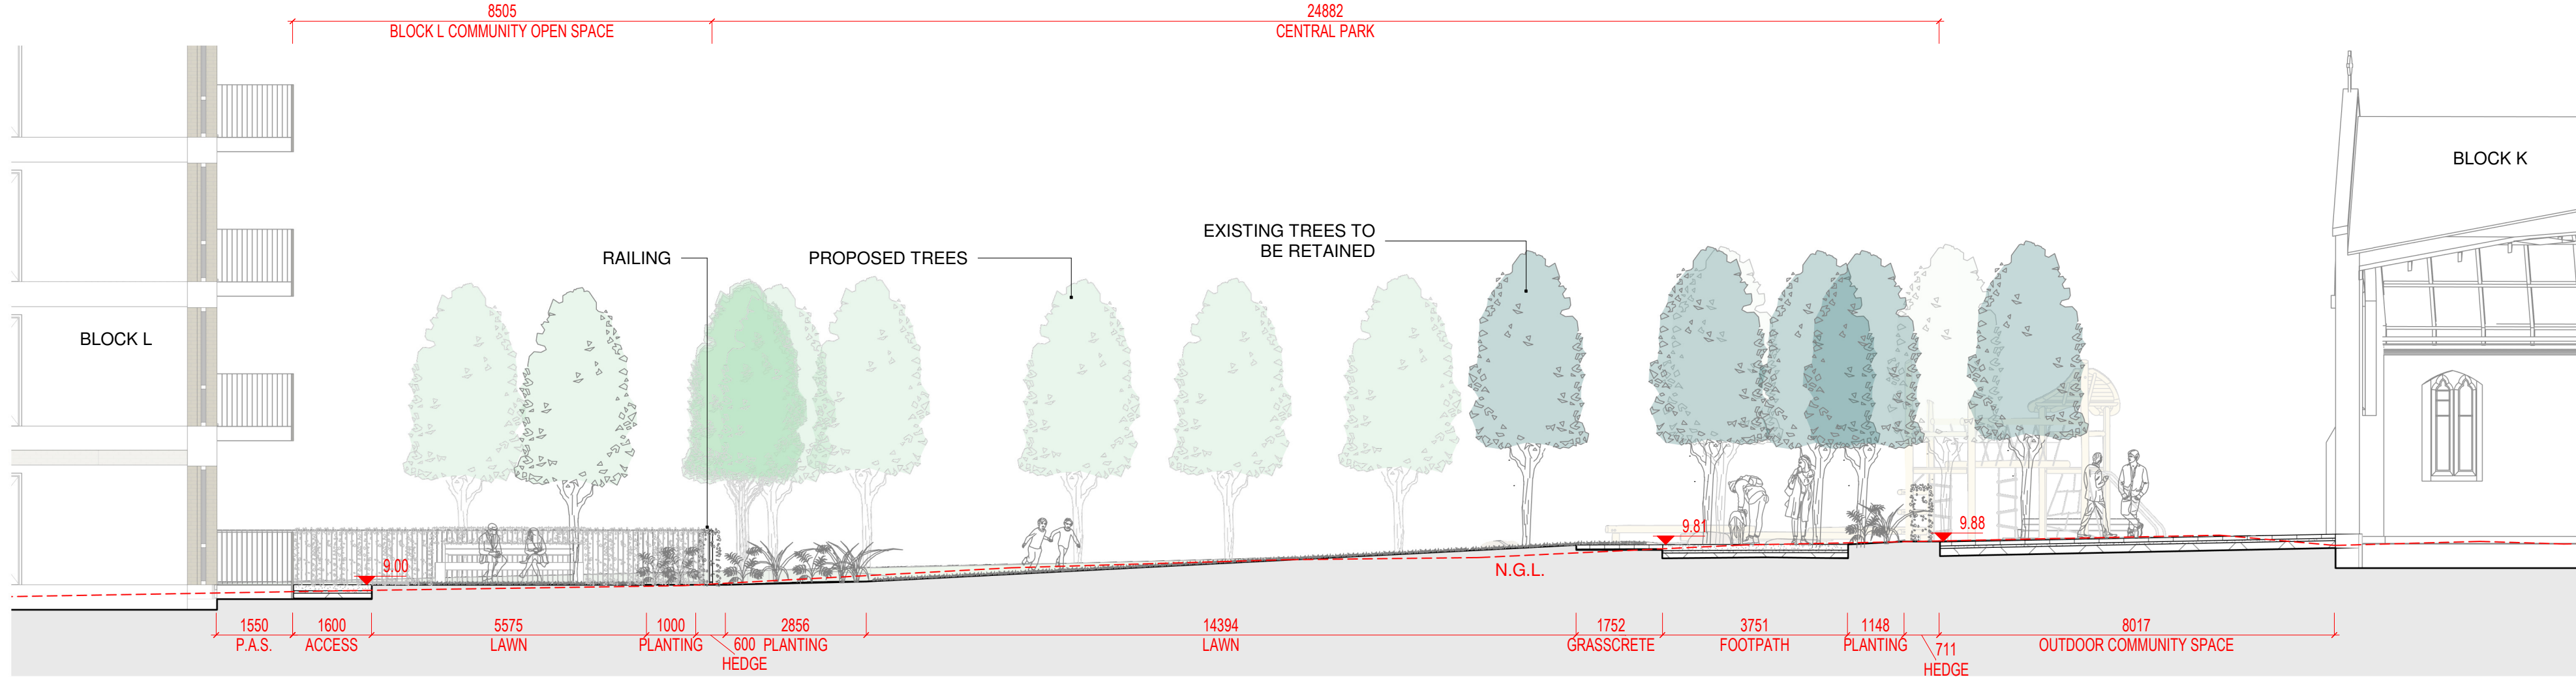 8505
BLOCK L COMMUNITY OPEN SPACE
24882
CENTRAL PARK
BLOCK K
EXISTING TREES TO
BE RETAINED
RAILING
PROPOSED TREES
BLOCK L
9.81
9.88
9.00
N.G.L.
1550
P.A.S.
1600
ACCESS
5575
LAWN
1000
PLANTING
600
HEDGE
2856
PLANTING
14394
LAWN
1752
GRASSCRETE
3751
FOOTPATH
1148
PLANTING
711
HEDGE
8017
OUTDOOR COMMUNITY SPACE